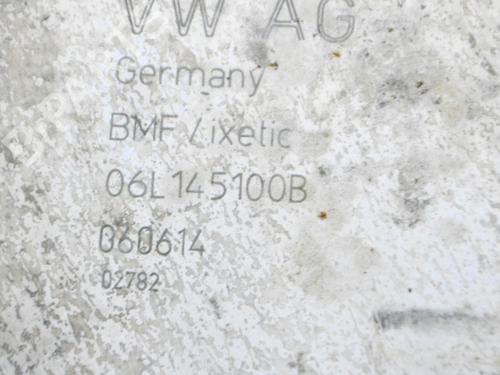 VW AG
Germany
BMF/ixetic
06L145100B
060614
02782